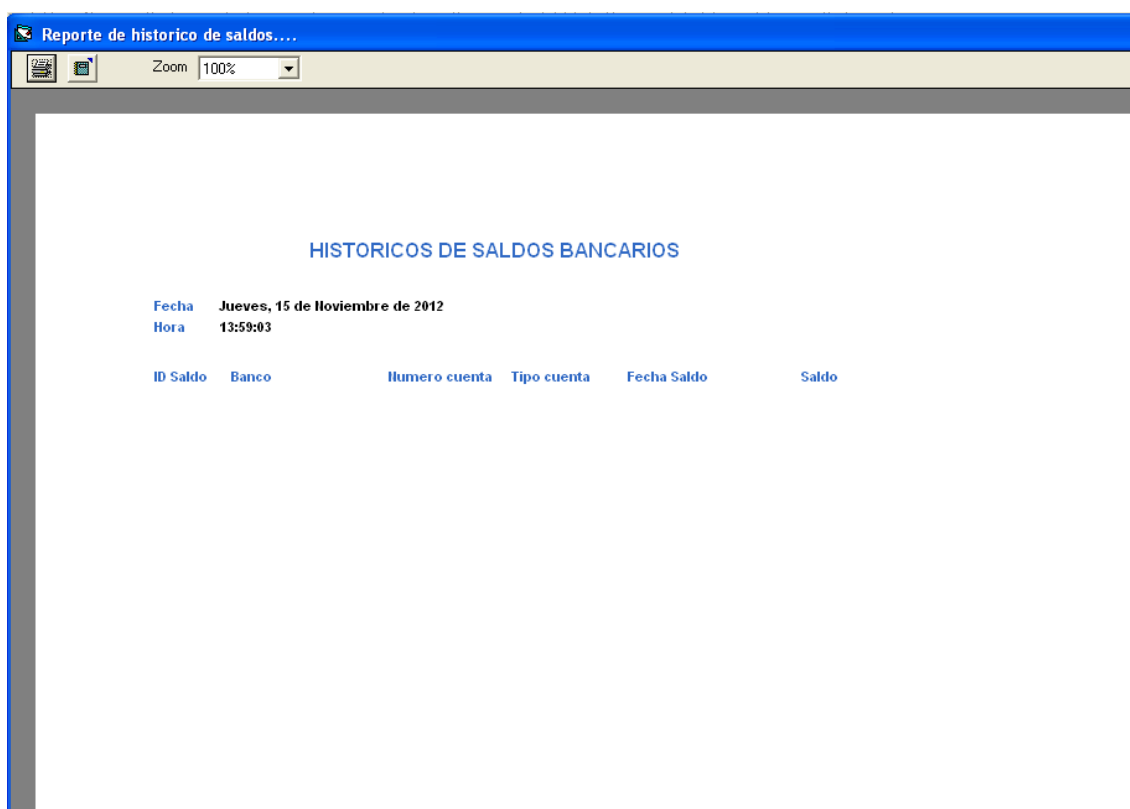 Reporte de historico de saldos....
Zoom 100%
HISTORICOS DE SALDOS BANCARIOS
Fecha Jueves, 15 de Noviembre de 2012
Hora 13:59:03
ID Saldo Banco Numero cuenta Tipo cuenta Fecha Saldo Saldo